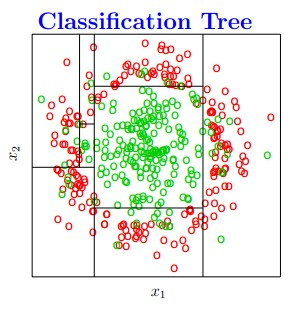 Classification Tree
x₂
x₁